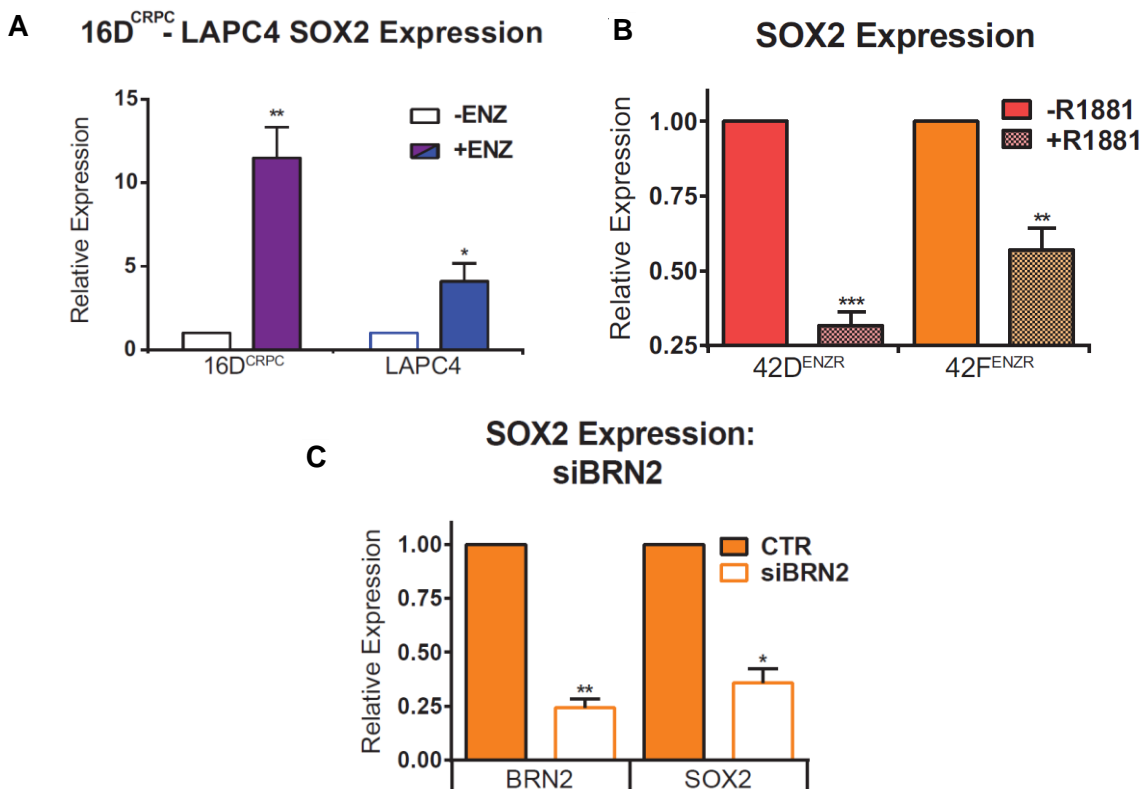 A
16D^CRPC - LAPC4 SOX2 Expression
Relative Expression
15
10
5
0
**
*
-ENZ
+ENZ
16D^CRPC
LAPC4
B
SOX2 Expression
Relative Expression
1.00
0.75
0.50
0.25
***
**
-R1881
+R1881
42D^ENZR
42F^ENZR
C
SOX2 Expression:
siBRN2
Relative Expression
1.00
0.75
0.50
0.25
0.00
**
*
CTR
siBRN2
BRN2
SOX2